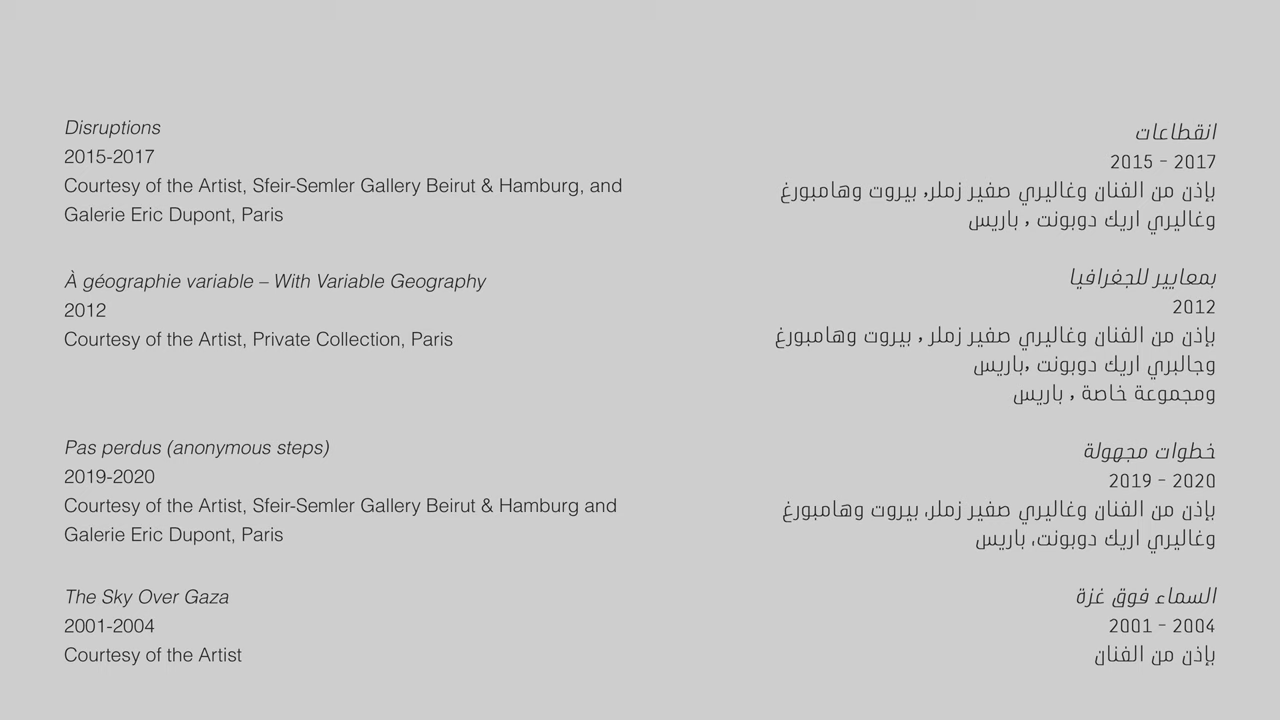 Disruptions
2015-2017
Courtesy of the Artist, Sfeir-Semler Gallery Beirut & Hamburg, and
Galerie Eric Dupont, Paris
À géographie variable – With Variable Geography
2012
Courtesy of the Artist, Private Collection, Paris
Pas perdus (anonymous steps)
2019-2020
Courtesy of the Artist, Sfeir-Semler Gallery Beirut & Hamburg and
Galerie Eric Dupont, Paris
The Sky Over Gaza
2001-2004
Courtesy of the Artist
انقطاعات
2015 - 2017
بإذن من الفنان وغاليري صفير زملر, بيروت وهامبورغ
وغاليري اريك دوبونت , باريس
بمعايير للجغرافيا
2012
بإذن من الفنان وغاليري صفير زملر , بيروت وهامبورغ
وجالبري اريك دوبونت ,باريس
ومجموعة خاصة , باريس
خطوات مجهولة
2019 - 2020
بإذن من الفنان وغاليري صفير زملر، بيروت وهامبورغ
وغاليري اريك دوبونت، باريس
السماء فوق غزة
2001 - 2004
بإذن من الفنان